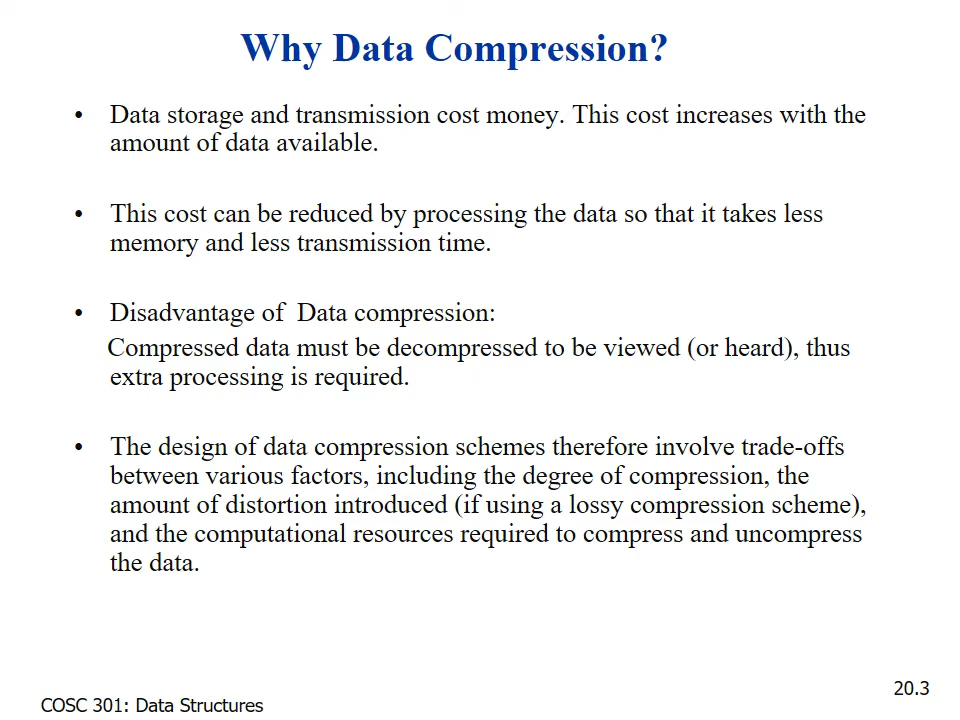 Why Data Compression?
• Data storage and transmission cost money. This cost increases with the
amount of data available.
• This cost can be reduced by processing the data so that it takes less
memory and less transmission time.
• Disadvantage of  Data compression:
Compressed data must be decompressed to be viewed (or heard), thus
extra processing is required.
• The design of data compression schemes therefore involve trade-offs
between various factors, including the degree of compression, the
amount of distortion introduced (if using a lossy compression scheme),
and the computational resources required to compress and uncompress
the data.
20.3
COSC 301: Data Structures